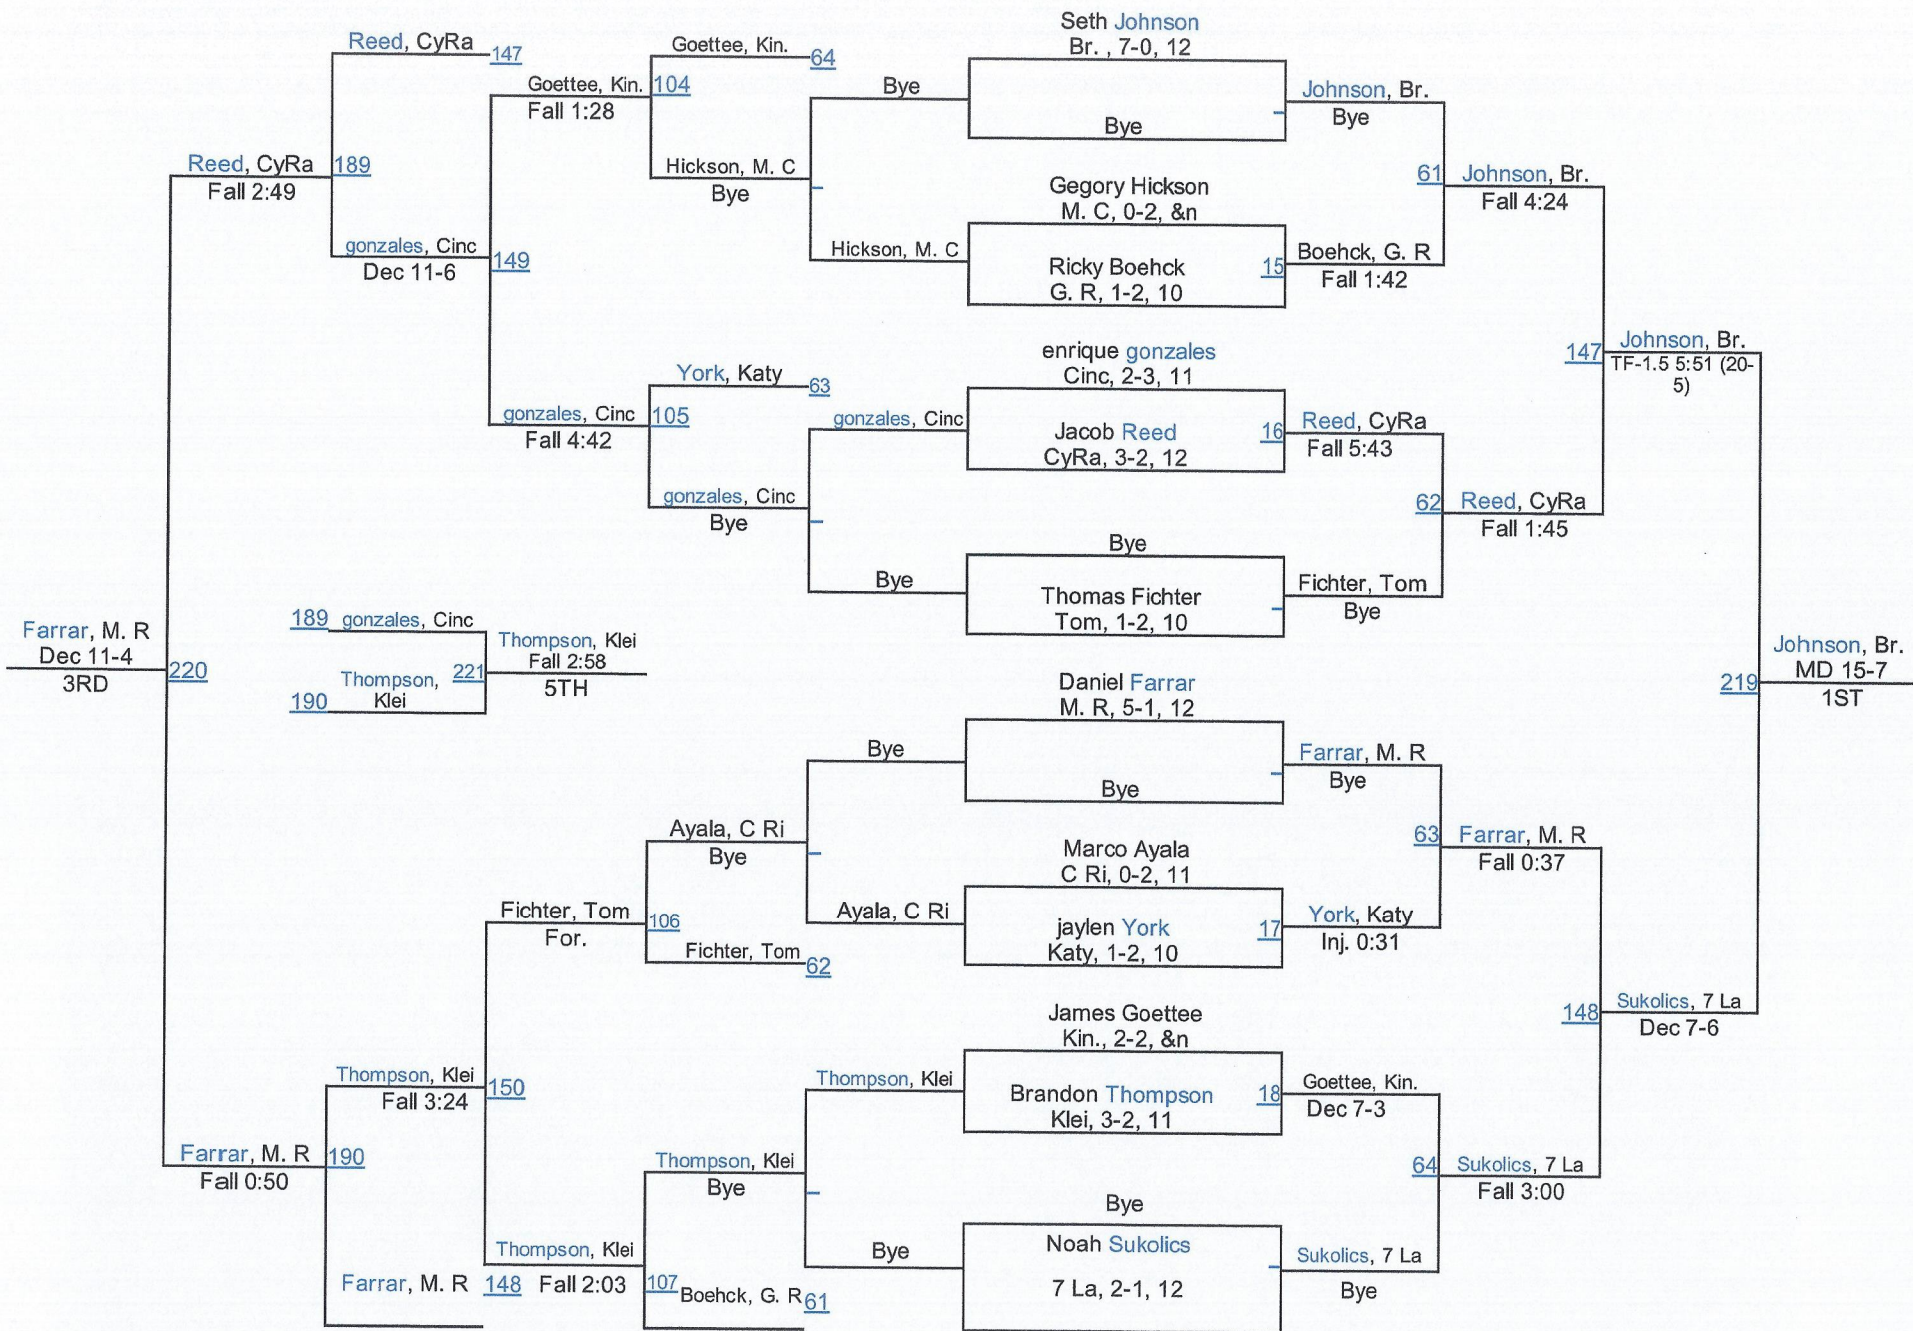 Seth Johnson
Br. , 7-0, 12
Reed, CyRa
147
Goettee, Kin.
64
Goettee, Kin.
104
Fall 1:28
Bye
Bye
Johnson, Br.
Bye
Reed, CyRa
189
Fall 2:49
Hickson, M. C
Bye
Gegory Hickson
M. C, 0-2, &n
61
Johnson, Br.
Fall 4:24
gonzales, Cinc
149
Dec 11-6
Hickson, M. C
Ricky Boehck
G. R, 1-2, 10
15
Boehck, G. R
Fall 1:42
enrique gonzales
Cinc, 2-3, 11
147
Johnson, Br.
TF-1.5 5:51 (20-
5)
York, Katy
63
gonzales, Cinc
105
Fall 4:42
gonzales, Cinc
Jacob Reed
CyRa, 3-2, 12
16
Reed, CyRa
Fall 5:43
gonzales, Cinc
Bye
62
Reed, CyRa
Fall 1:45
Bye
Bye
Thomas Fichter
Tom, 1-2, 10
Fichter, Tom
Bye
Farrar, M. R
Dec 11-4
3RD
220
189
gonzales, Cinc
Thompson,
Klei
190
221
Thompson, Klei
Fall 2:58
5TH
Johnson, Br.
MD 15-7
1ST
219
Daniel Farrar
M. R, 5-1, 12
Bye
Bye
Farrar, M. R
Bye
Ayala, C Ri
Bye
Marco Ayala
C Ri, 0-2, 11
63
Farrar, M. R
Fall 0:37
Fichter, Tom
For.
106
Ayala, C Ri
jaylen York
Katy, 1-2, 10
17
York, Katy
Inj. 0:31
Fichter, Tom
62
James Goettee
Kin., 2-2, &n
148
Sukolics, 7 La
Dec 7-6
Thompson, Klei
150
Fall 3:24
Thompson, Klei
Brandon Thompson
Klei, 3-2, 11
18
Goettee, Kin.
Dec 7-3
Farrar, M. R
190
Fall 0:50
Thompson, Klei
Bye
64
Sukolics, 7 La
Fall 3:00
Bye
Thompson, Klei
Fall 2:03
Bye
Noah Sukolics
7 La, 2-1, 12
Sukolics, 7 La
Bye
Farrar, M. R
148
107
Boehck, G. R
61